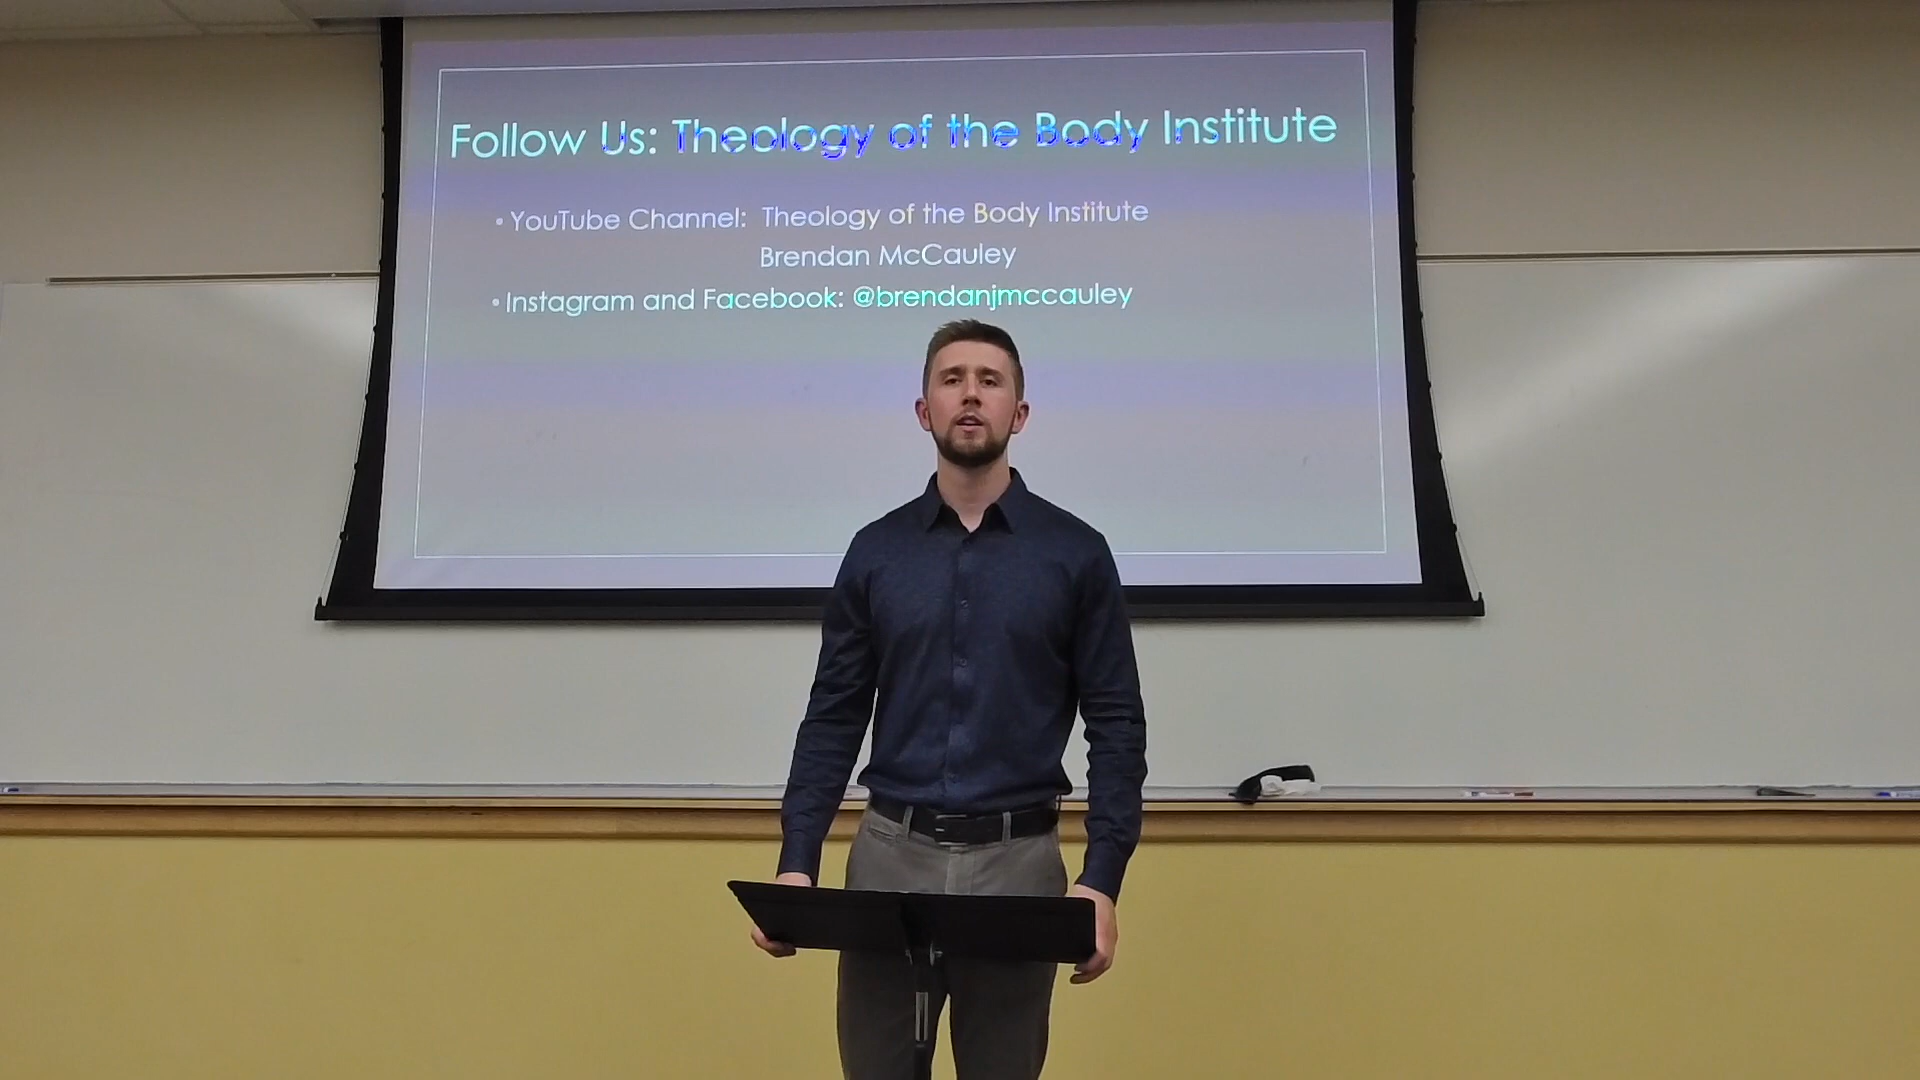 Follow Us: Theology of the Body Institute
• YouTube Channel: Theology of the Body Institute
Brendan McCauley
• Instagram and Facebook: @brendanjmccauley